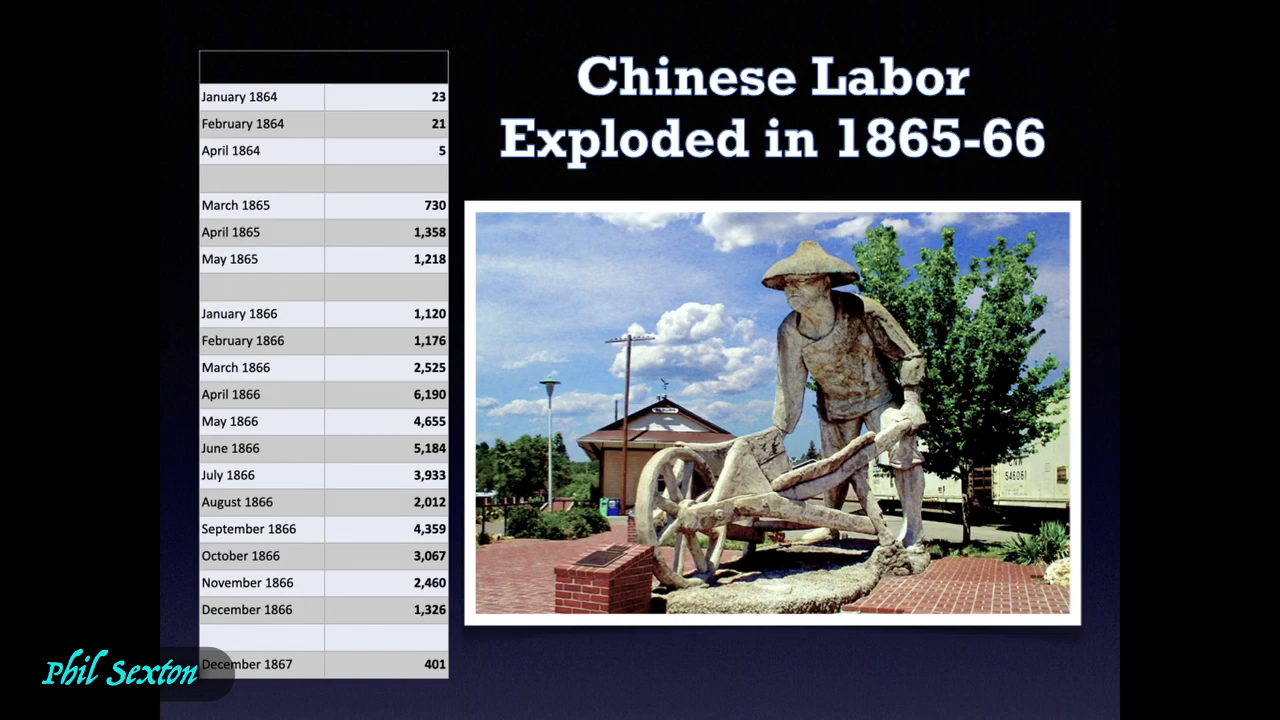 Chinese Labor
Exploded in 1865-66
January 1864 23
February 1864 21
April 1864 5
March 1865 730
April 1865 1,358
May 1865 1,218
January 1866 1,120
February 1866 1,176
March 1866 2,525
April 1866 6,190
May 1866 4,655
June 1866 5,184
July 1866 3,933
August 1866 2,012
September 1866 4,359
October 1866 3,067
November 1866 2,460
December 1866 1,326
December 1867 401
Phil Sexton
CNW
546061